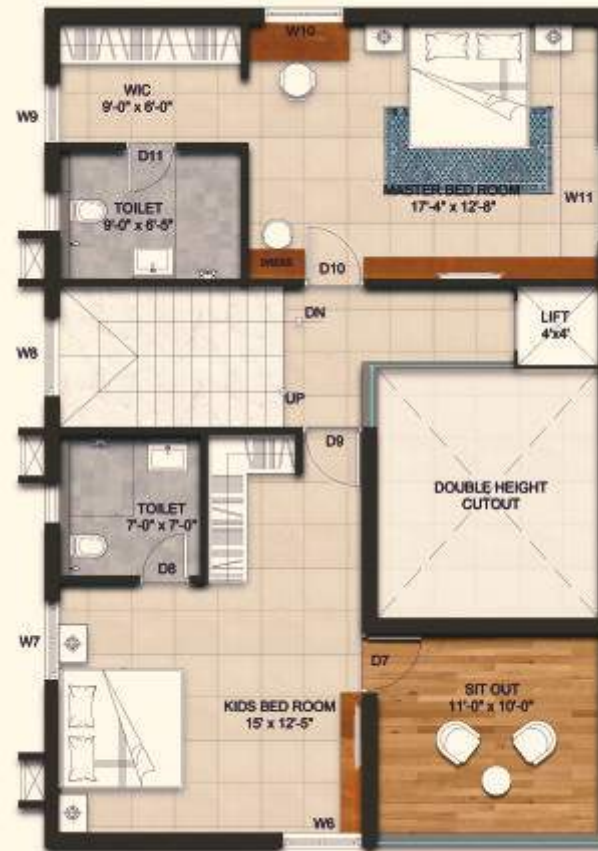 W10
WIC
9'-0" x 6'-0"
W9
D11
TOILET
9'-0" x 6'-5"
MASTER BED ROOM
17'-4" x 12'-8"
W11
DRESS
D10
DN
LIFT
4'x4'
W8
UP
D9
DOUBLE HEIGHT
CUTOUT
TOILET
7'-0" x 7'-0"
D8
W7
D7
KIDS BED ROOM
15' x 12'-5"
SIT OUT
11'-0" x 10'-0"
W6